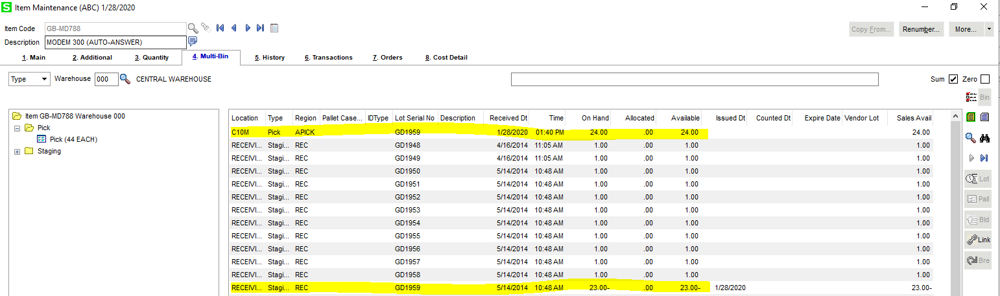 S Item Maintenance (ABC) 1/28/2020
Item Code GB-MD788 Copy From... Renumber... More...
Description MODEM 300 (AUTO-ANSWER)
1. Main 2. Additional 3. Quantity 4. Multi-Bin 5. History 6. Transactions 7. Orders 8. Cost Detail
Type Warehouse 000 CENTRAL WAREHOUSE Sum Zero
Bin
Item GB-MD788 Warehouse 000
Pick
Pick (44 EACH)
Staging
Location Type Region Pallet Case... IDType Lot Serial No Description Received Dt Time On Hand Allocated Available Issued Dt Counted Dt Expire Date Vendor Lot Sales Avail
C10M Pick APICK GD1959 1/28/2020 01:40 PM 24.00 .00 24.00 24.00
RECEIVI... Stagi... REC GD1948 4/16/2014 11:05 AM 1.00 .00 1.00 1.00
RECEIVI... Stagi... REC GD1949 4/16/2014 11:05 AM 1.00 .00 1.00 1.00
RECEIVI... Stagi... REC GD1950 5/14/2014 10:48 AM 1.00 .00 1.00 1.00
RECEIVI... Stagi... REC GD1951 5/14/2014 10:48 AM 1.00 .00 1.00 1.00
RECEIVI... Stagi... REC GD1952 5/14/2014 10:48 AM 1.00 .00 1.00 1.00
RECEIVI... Stagi... REC GD1953 5/14/2014 10:48 AM 1.00 .00 1.00 1.00
RECEIVI... Stagi... REC GD1954 5/14/2014 10:48 AM 1.00 .00 1.00 1.00
RECEIVI... Stagi... REC GD1955 5/14/2014 10:48 AM 1.00 .00 1.00 1.00
RECEIVI... Stagi... REC GD1956 5/14/2014 10:48 AM 1.00 .00 1.00 1.00
RECEIVI... Stagi... REC GD1957 5/14/2014 10:48 AM 1.00 .00 1.00 1.00
RECEIVI... Stagi... REC GD1958 5/14/2014 10:48 AM 1.00 .00 1.00 1.00
RECEIVI... Stagi... REC GD1959 5/14/2014 10:48 AM 23.00- .00 23.00- 1/28/2020 23.00-
Lot
Pall
Bld
Link
Bre